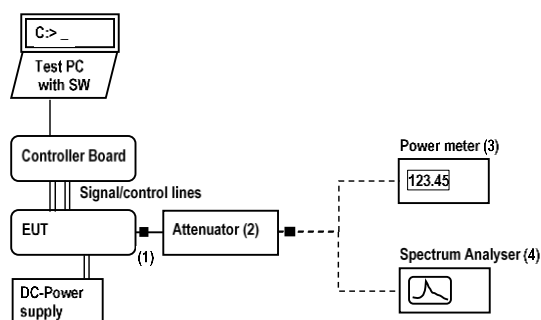 C:> _
Test PC
with SW
Controller Board
Power meter (3)
123.45
Signal/control lines
EUT
Attenuator (2)
(1)
Spectrum Analyser (4)
DC-Power
supply